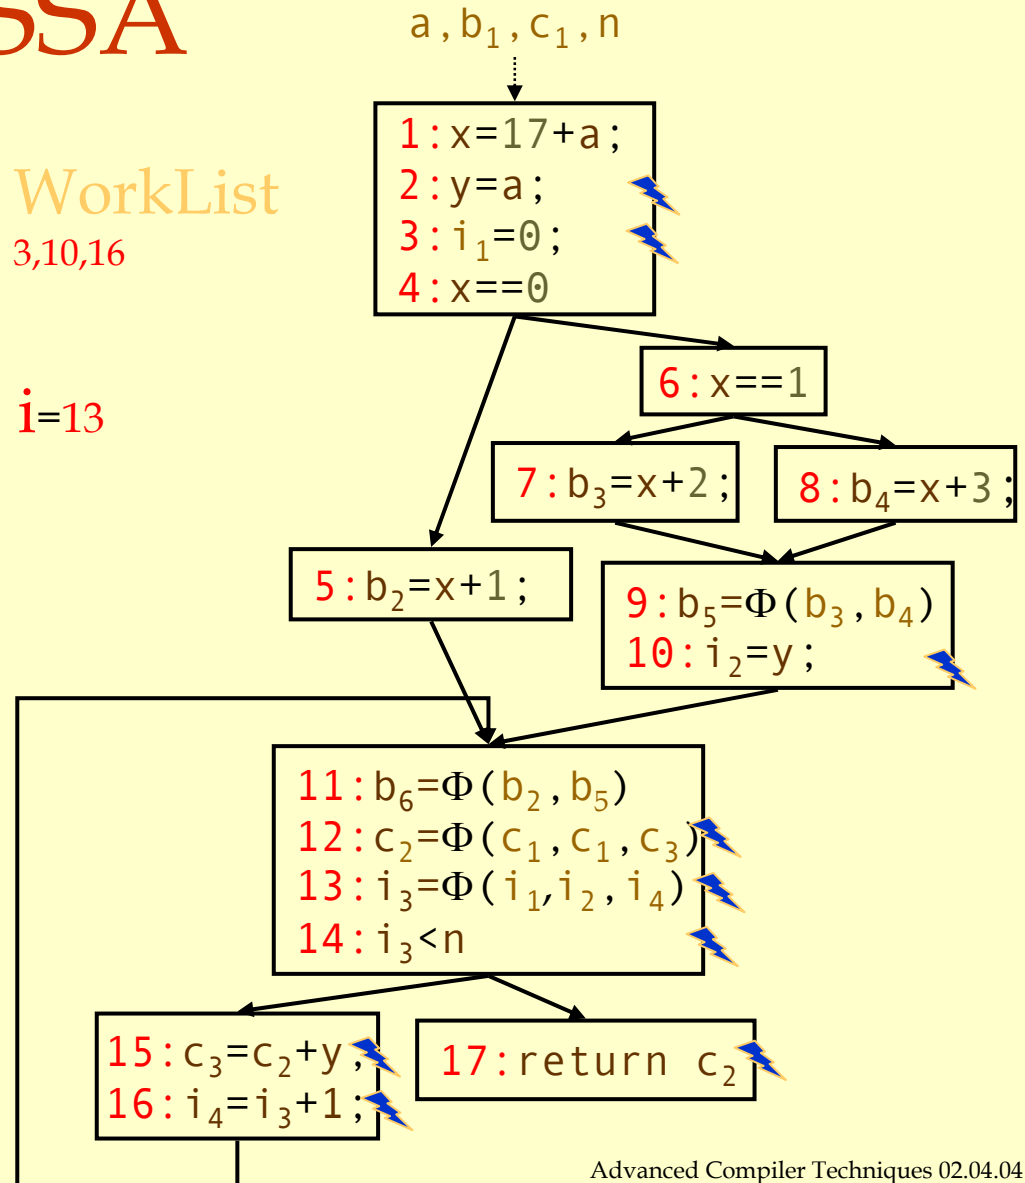 SSA
a,b₁,c₁,n
WorkList
3,10,16
i=13
1:x=17+a;
2:y=a;
3:i₁=0;
4:x==0
6:x==1
7:b₃=x+2;
8:b₄=x+3;
5:b₂=x+1;
9:b₅=Φ(b₃,b₄)
10:i₂=y;
11:b₆=Φ(b₂,b₅)
12:c₂=Φ(c₁,c₁,c₃)
13:i₃=Φ(i₁,i₂,i₄)
14:i₃<n
15:c₃=c₂+y;
16:i₄=i₃+1;
17:return c₂
Advanced Compiler Techniques 02.04.04